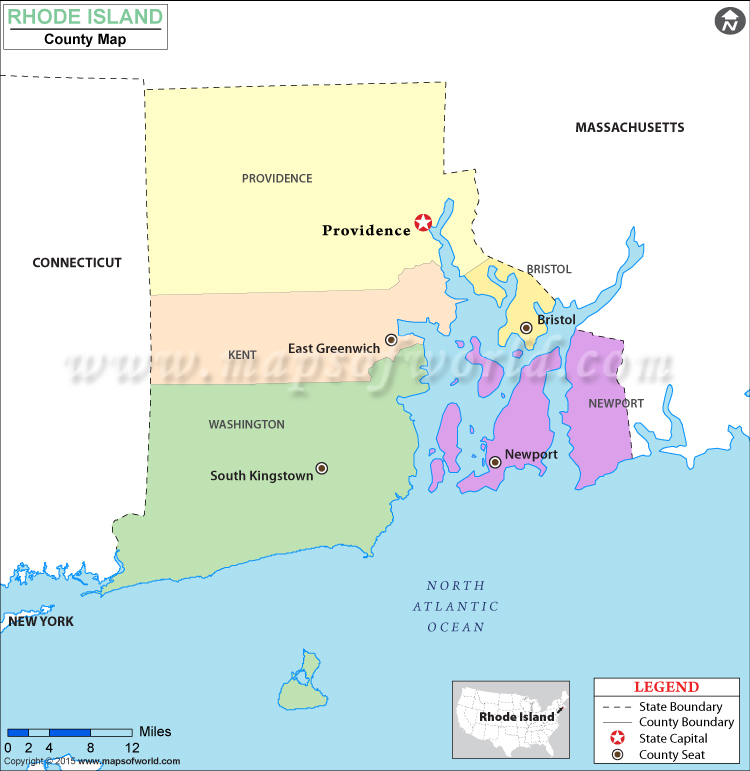 RHODE ISLAND
County Map
N
MASSACHUSETTS
PROVIDENCE
Providence
CONNECTICUT
BRISTOL
Bristol
East Greenwich
KENT
www.mapsofworld.com
NEWPORT
WASHINGTON
Newport
South Kingstown
NORTH
ATLANTIC
OCEAN
NEW YORK
Rhode Island
LEGEND
State Boundary
County Boundary
State Capital
County Seat
Miles
0 2 4 8 12
Copyright © 2015 www.mapsofworld.com